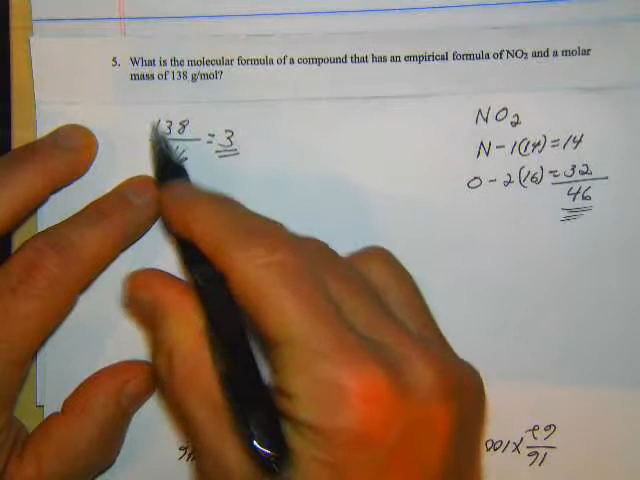 5. What is the molecular formula of a compound that has an empirical formula of NO₂ and a molar
mass of 138 g/mol?
138 = 3
NO₂
N - 1(14) = 14
O - 2(16) = 32
46